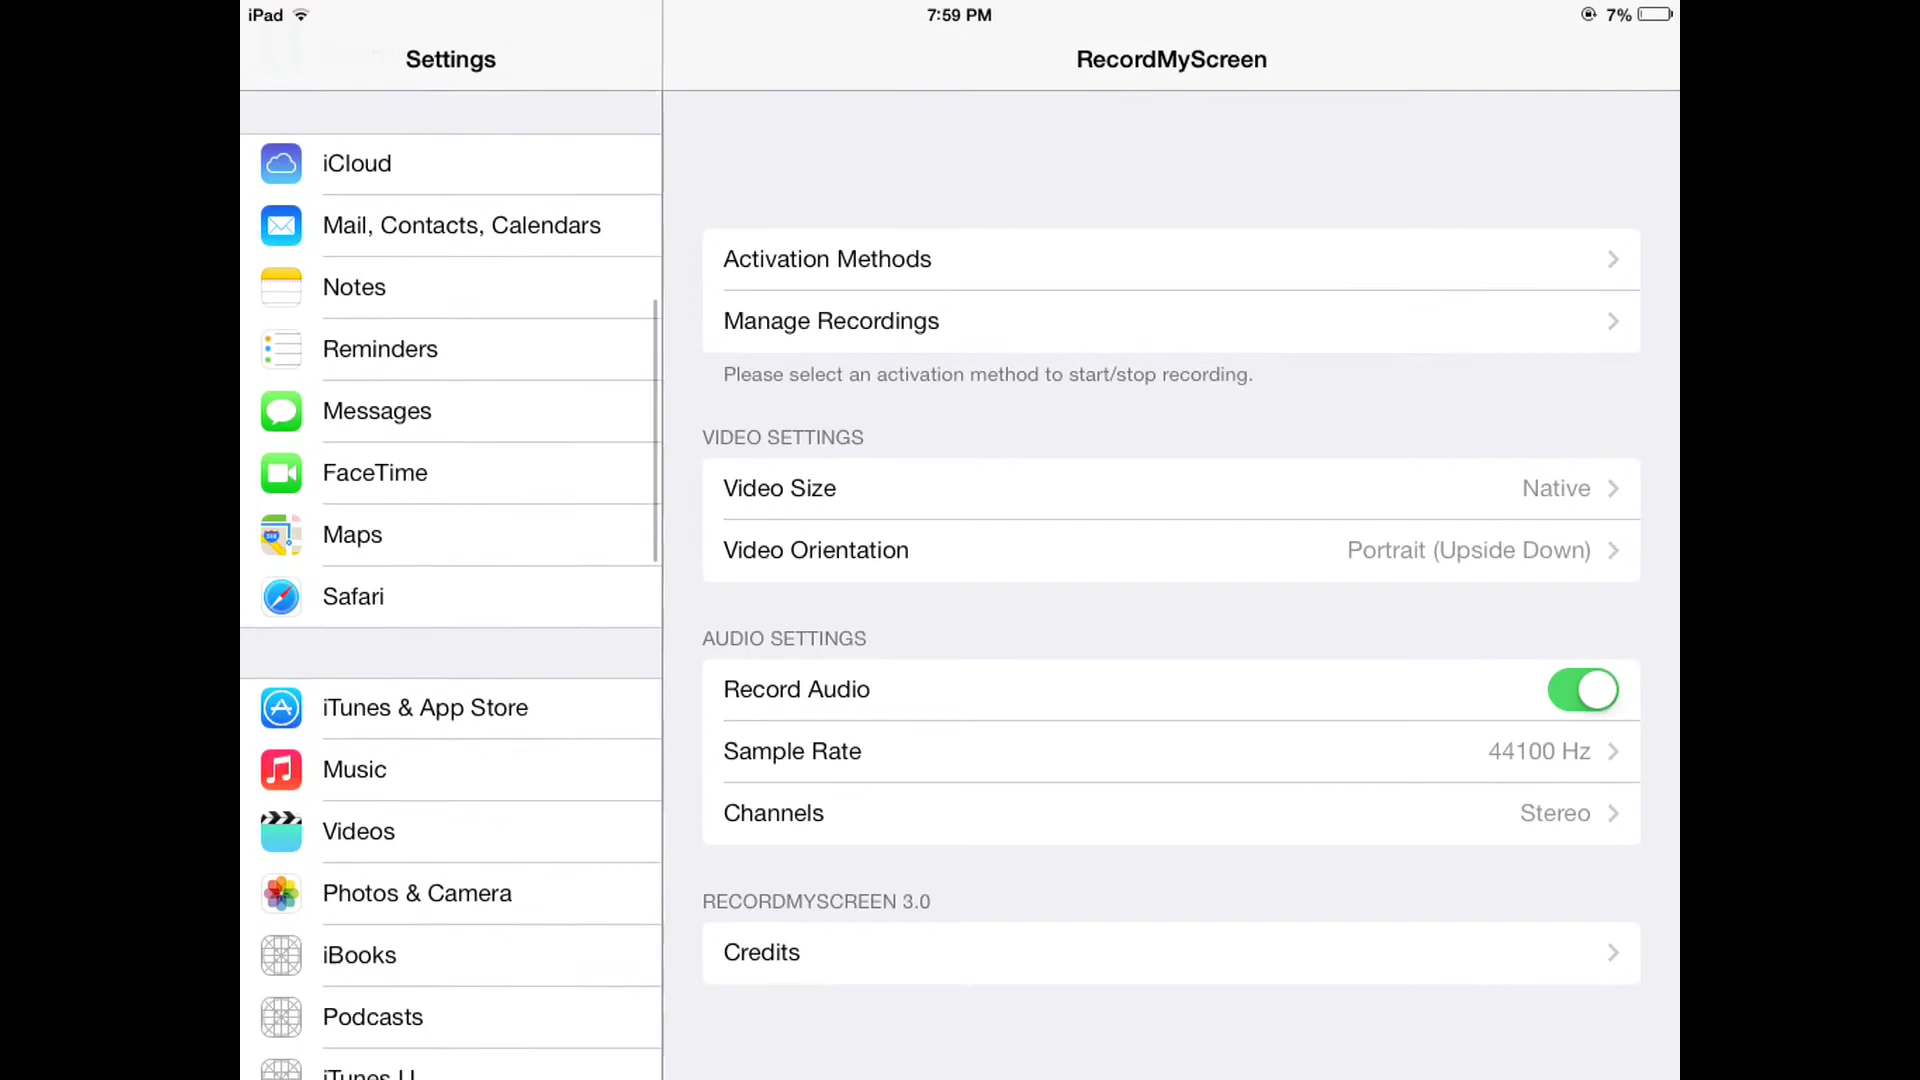 iPad
7:59 PM
7%
Settings
RecordMyScreen
iCloud
Mail, Contacts, Calendars
Notes
Reminders
Messages
FaceTime
Maps
Safari
iTunes & App Store
Music
Videos
Photos & Camera
iBooks
Podcasts
iTunes U
Activation Methods
Manage Recordings
Please select an activation method to start/stop recording.
VIDEO SETTINGS
Video Size Native
Video Orientation Portrait (Upside Down)
AUDIO SETTINGS
Record Audio
Sample Rate 44100 Hz
Channels Stereo
RECORDMYSCREEN 3.0
Credits